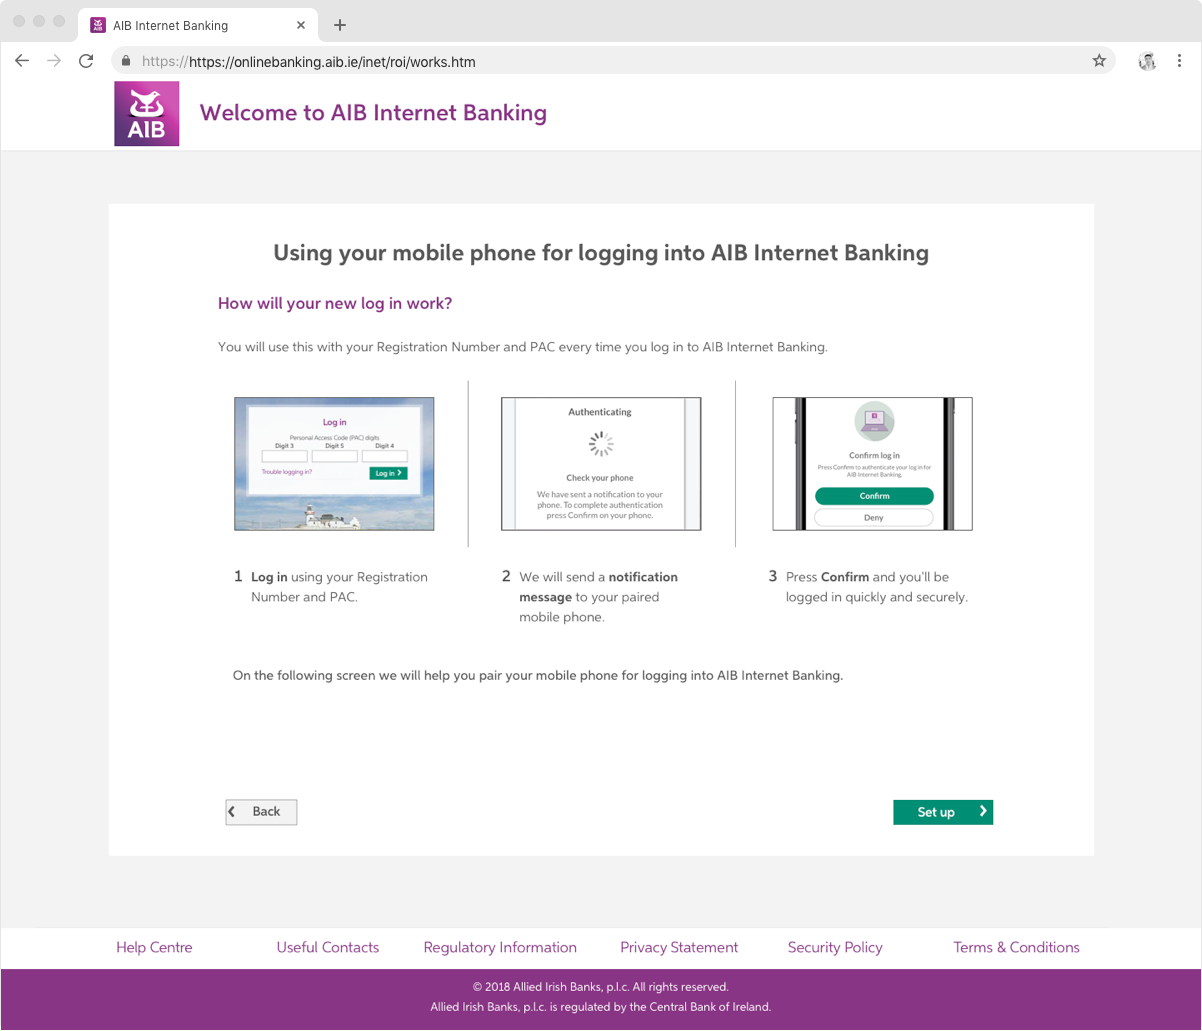 AIB Internet Banking
https://https://onlinebanking.aib.ie/inet/roi/works.htm
AIB
Welcome to AIB Internet Banking
Using your mobile phone for logging into AIB Internet Banking
How will your new log in work?
You will use this with your Registration Number and PAC every time you log in to AIB Internet Banking.
Log in
Personal Access Code (PAC) digits
Digit 3 Digit 5 Digit 4
Trouble logging in?
Log in
Authenticating
Check your phone
We have sent a notification to your
phone. To complete authentication
press Confirm on your phone.
Confirm log in
Press Confirm to authenticate your log in for
AIB Internet Banking.
Confirm
Deny
1 Log in using your Registration
Number and PAC.
2 We will send a notification
message to your paired
mobile phone.
3 Press Confirm and you'll be
logged in quickly and securely.
On the following screen we will help you pair your mobile phone for logging into AIB Internet Banking.
Back
Set up
Help Centre Useful Contacts Regulatory Information Privacy Statement Security Policy Terms & Conditions
© 2018 Allied Irish Banks, p.l.c. All rights reserved.
Allied Irish Banks, p.l.c. is regulated by the Central Bank of Ireland.